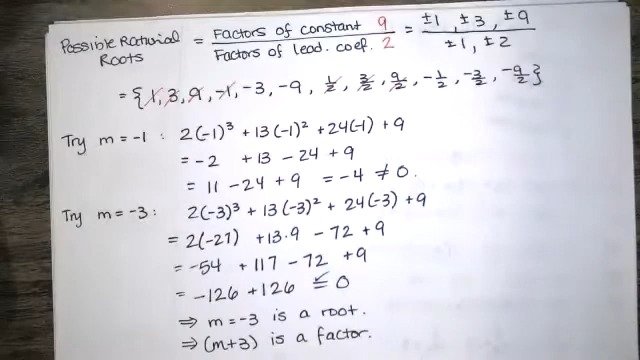 Possible Rational Roots = Factors of constant 9 / Factors of lead. coef. 2 = ±1, ±3, ±9 / ±1, ±2
= {1, 3, 9, -1, -3, -9, 1/2, 3/2, 9/2, -1/2, -3/2, -9/2}
Try m = -1 : 2(-1)³ + 13(-1)² + 24(-1) + 9
= -2 + 13 - 24 + 9
= 11 - 24 + 9 = -4 ≠ 0.
Try m = -3 : 2(-3)³ + 13(-3)² + 24(-3) + 9
= 2(-27) + 13·9 - 72 + 9
= -54 + 117 - 72 + 9
= -126 + 126 ≟ 0
⇒ m = -3 is a root.
⇒ (m+3) is a factor.